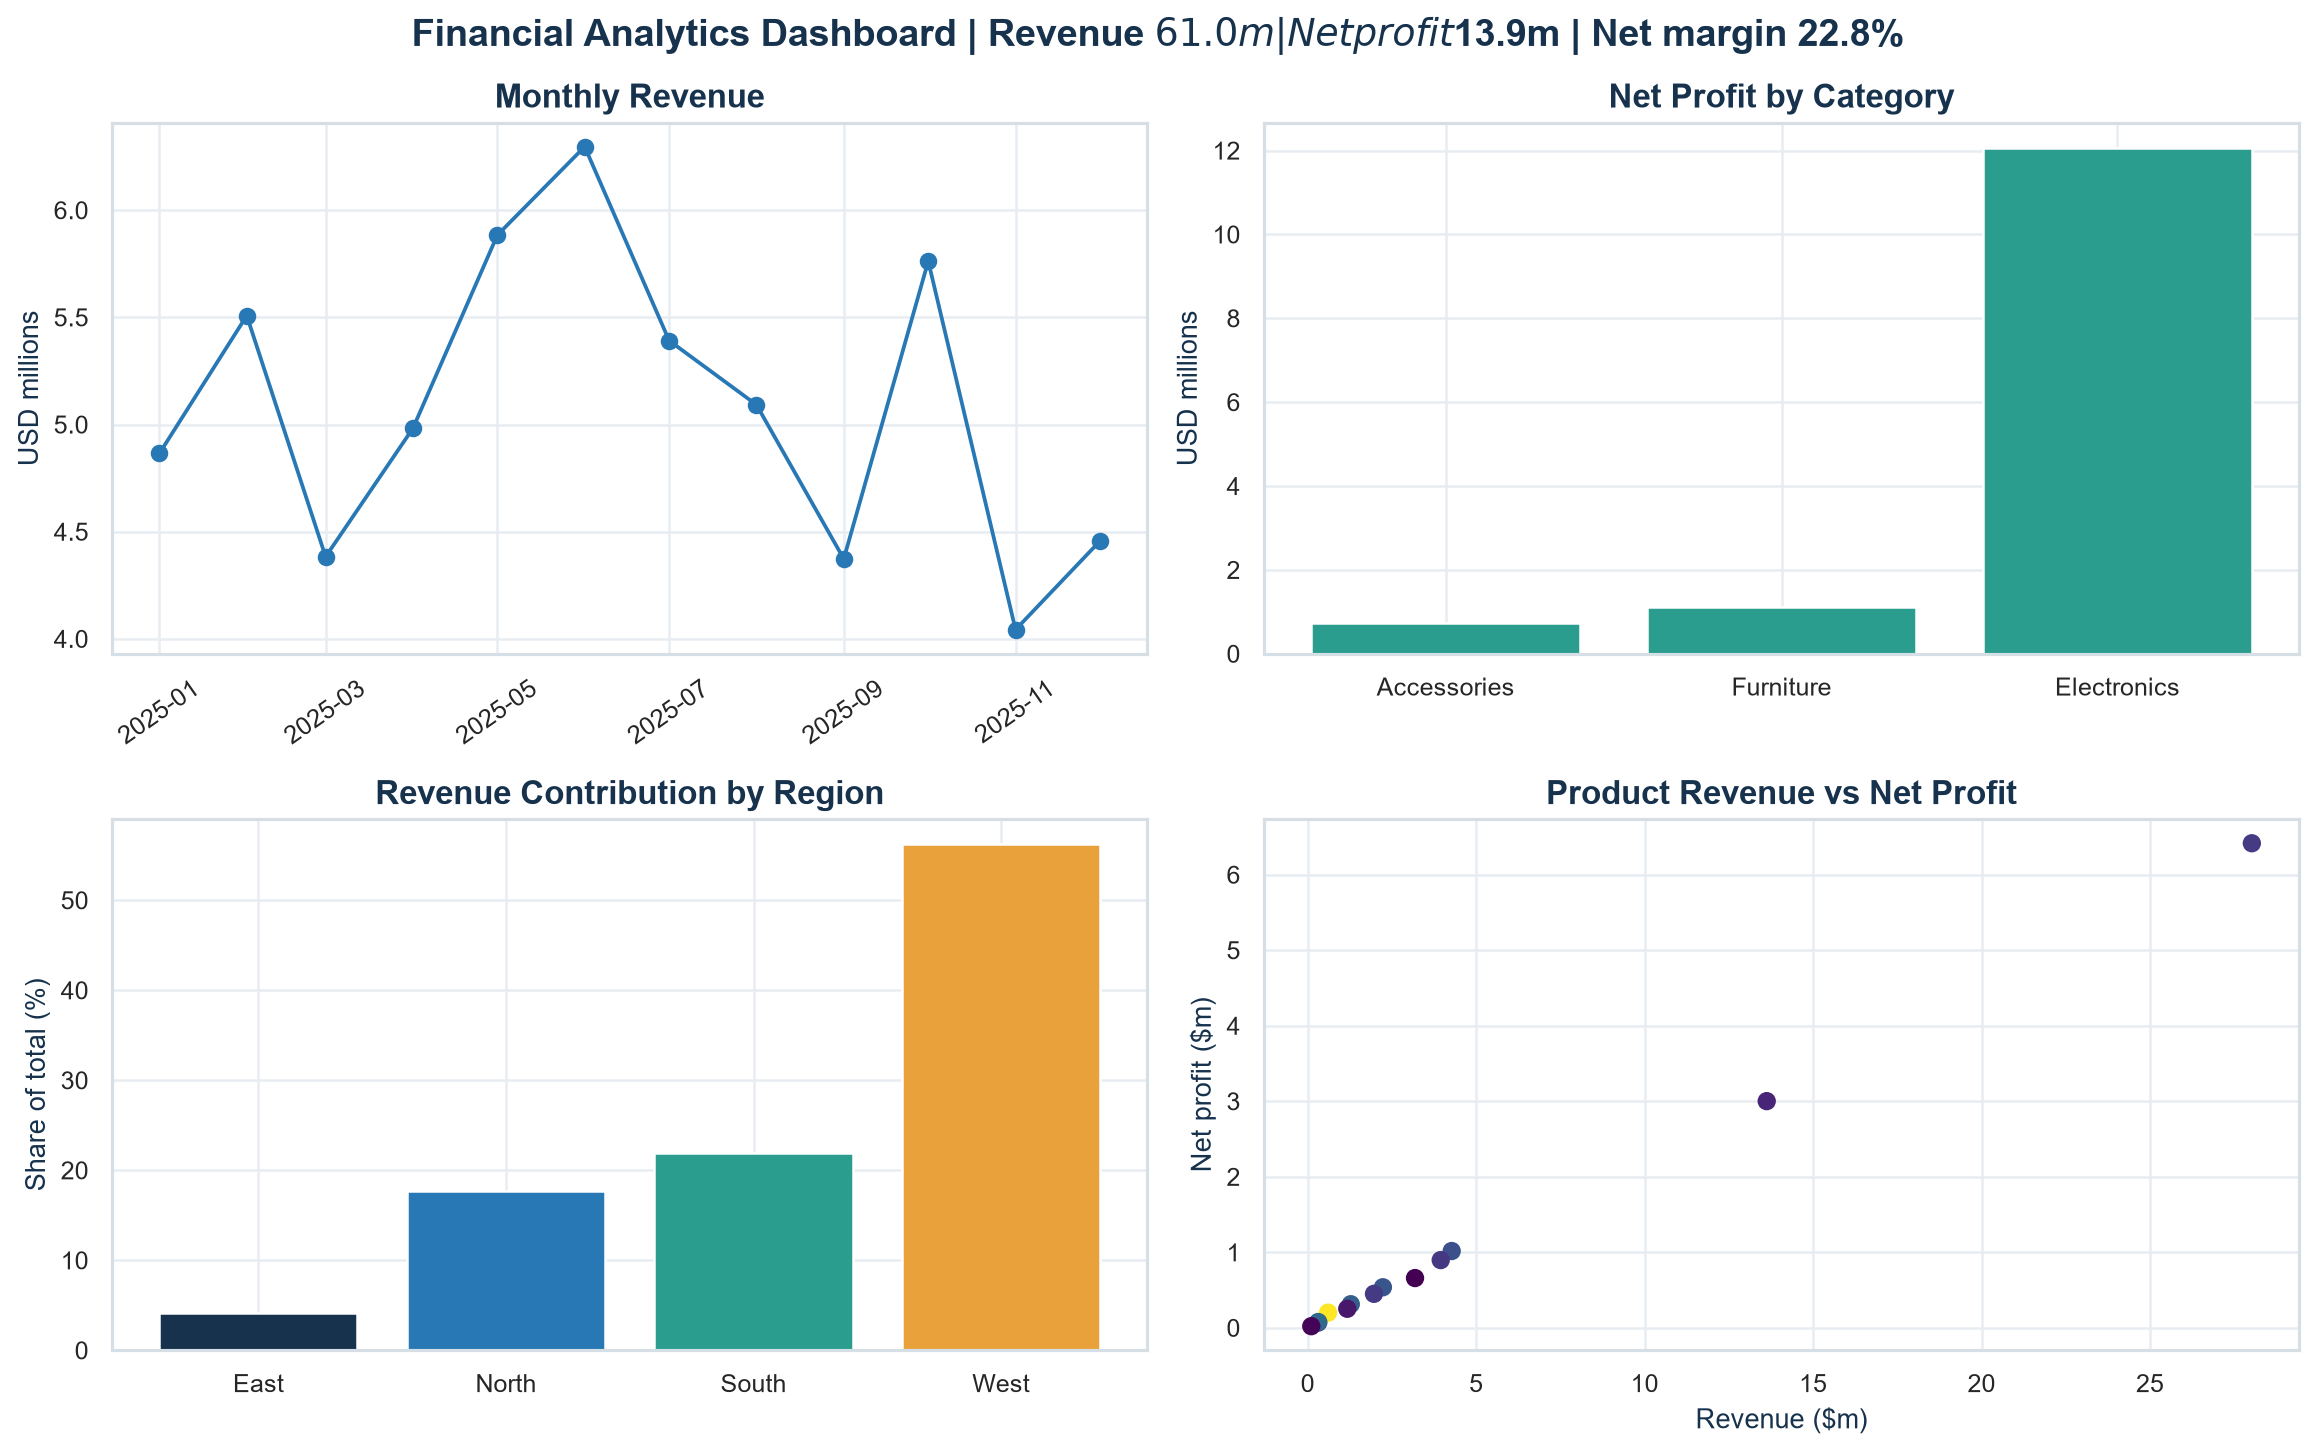 Financial Analytics Dashboard | Revenue 61.0m|Netprofit13.9m | Net margin 22.8%
Monthly Revenue
USD millions
6.0
5.5
5.0
4.5
4.0
2025-01
2025-03
2025-05
2025-07
2025-09
2025-11
Net Profit by Category
USD millions
12
10
8
6
4
2
0
Accessories
Furniture
Electronics
Revenue Contribution by Region
Share of total (%)
50
40
30
20
10
0
East
North
South
West
Product Revenue vs Net Profit
Net profit ($m)
6
5
4
3
2
1
0
0
5
10
15
20
25
Revenue ($m)